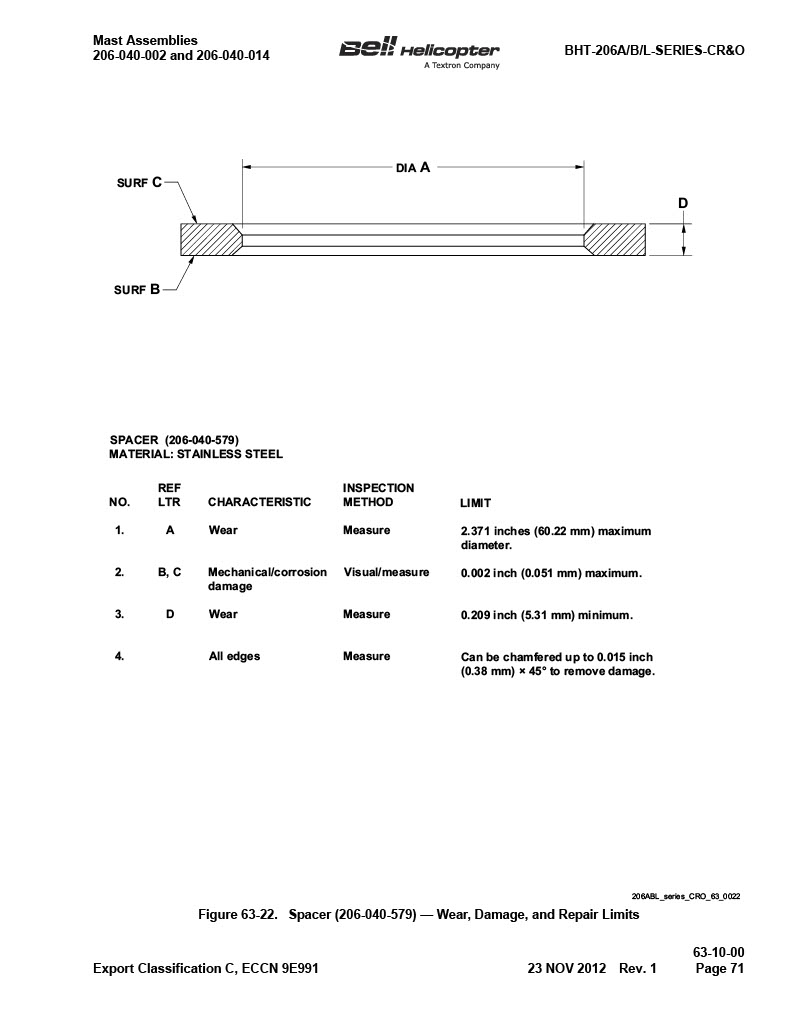 Mast Assemblies
206-040-002 and 206-040-014
Bell Helicopter
A Textron Company
BHT-206A/B/L-SERIES-CR&O
DIA A
SURF C
D
SURF B
SPACER (206-040-579)
MATERIAL: STAINLESS STEEL
NO. REF LTR CHARACTERISTIC INSPECTION METHOD LIMIT
1. A Wear Measure 2.371 inches (60.22 mm) maximum
diameter.
2. B, C Mechanical/corrosion Visual/measure 0.002 inch (0.051 mm) maximum.
damage
3. D Wear Measure 0.209 inch (5.31 mm) minimum.
4. All edges Measure Can be chamfered up to 0.015 inch
(0.38 mm) × 45° to remove damage.
206ABL_series_CRO_63_0022
Figure 63-22. Spacer (206-040-579) — Wear, Damage, and Repair Limits
63-10-00
Export Classification C, ECCN 9E991 23 NOV 2012 Rev. 1 Page 71